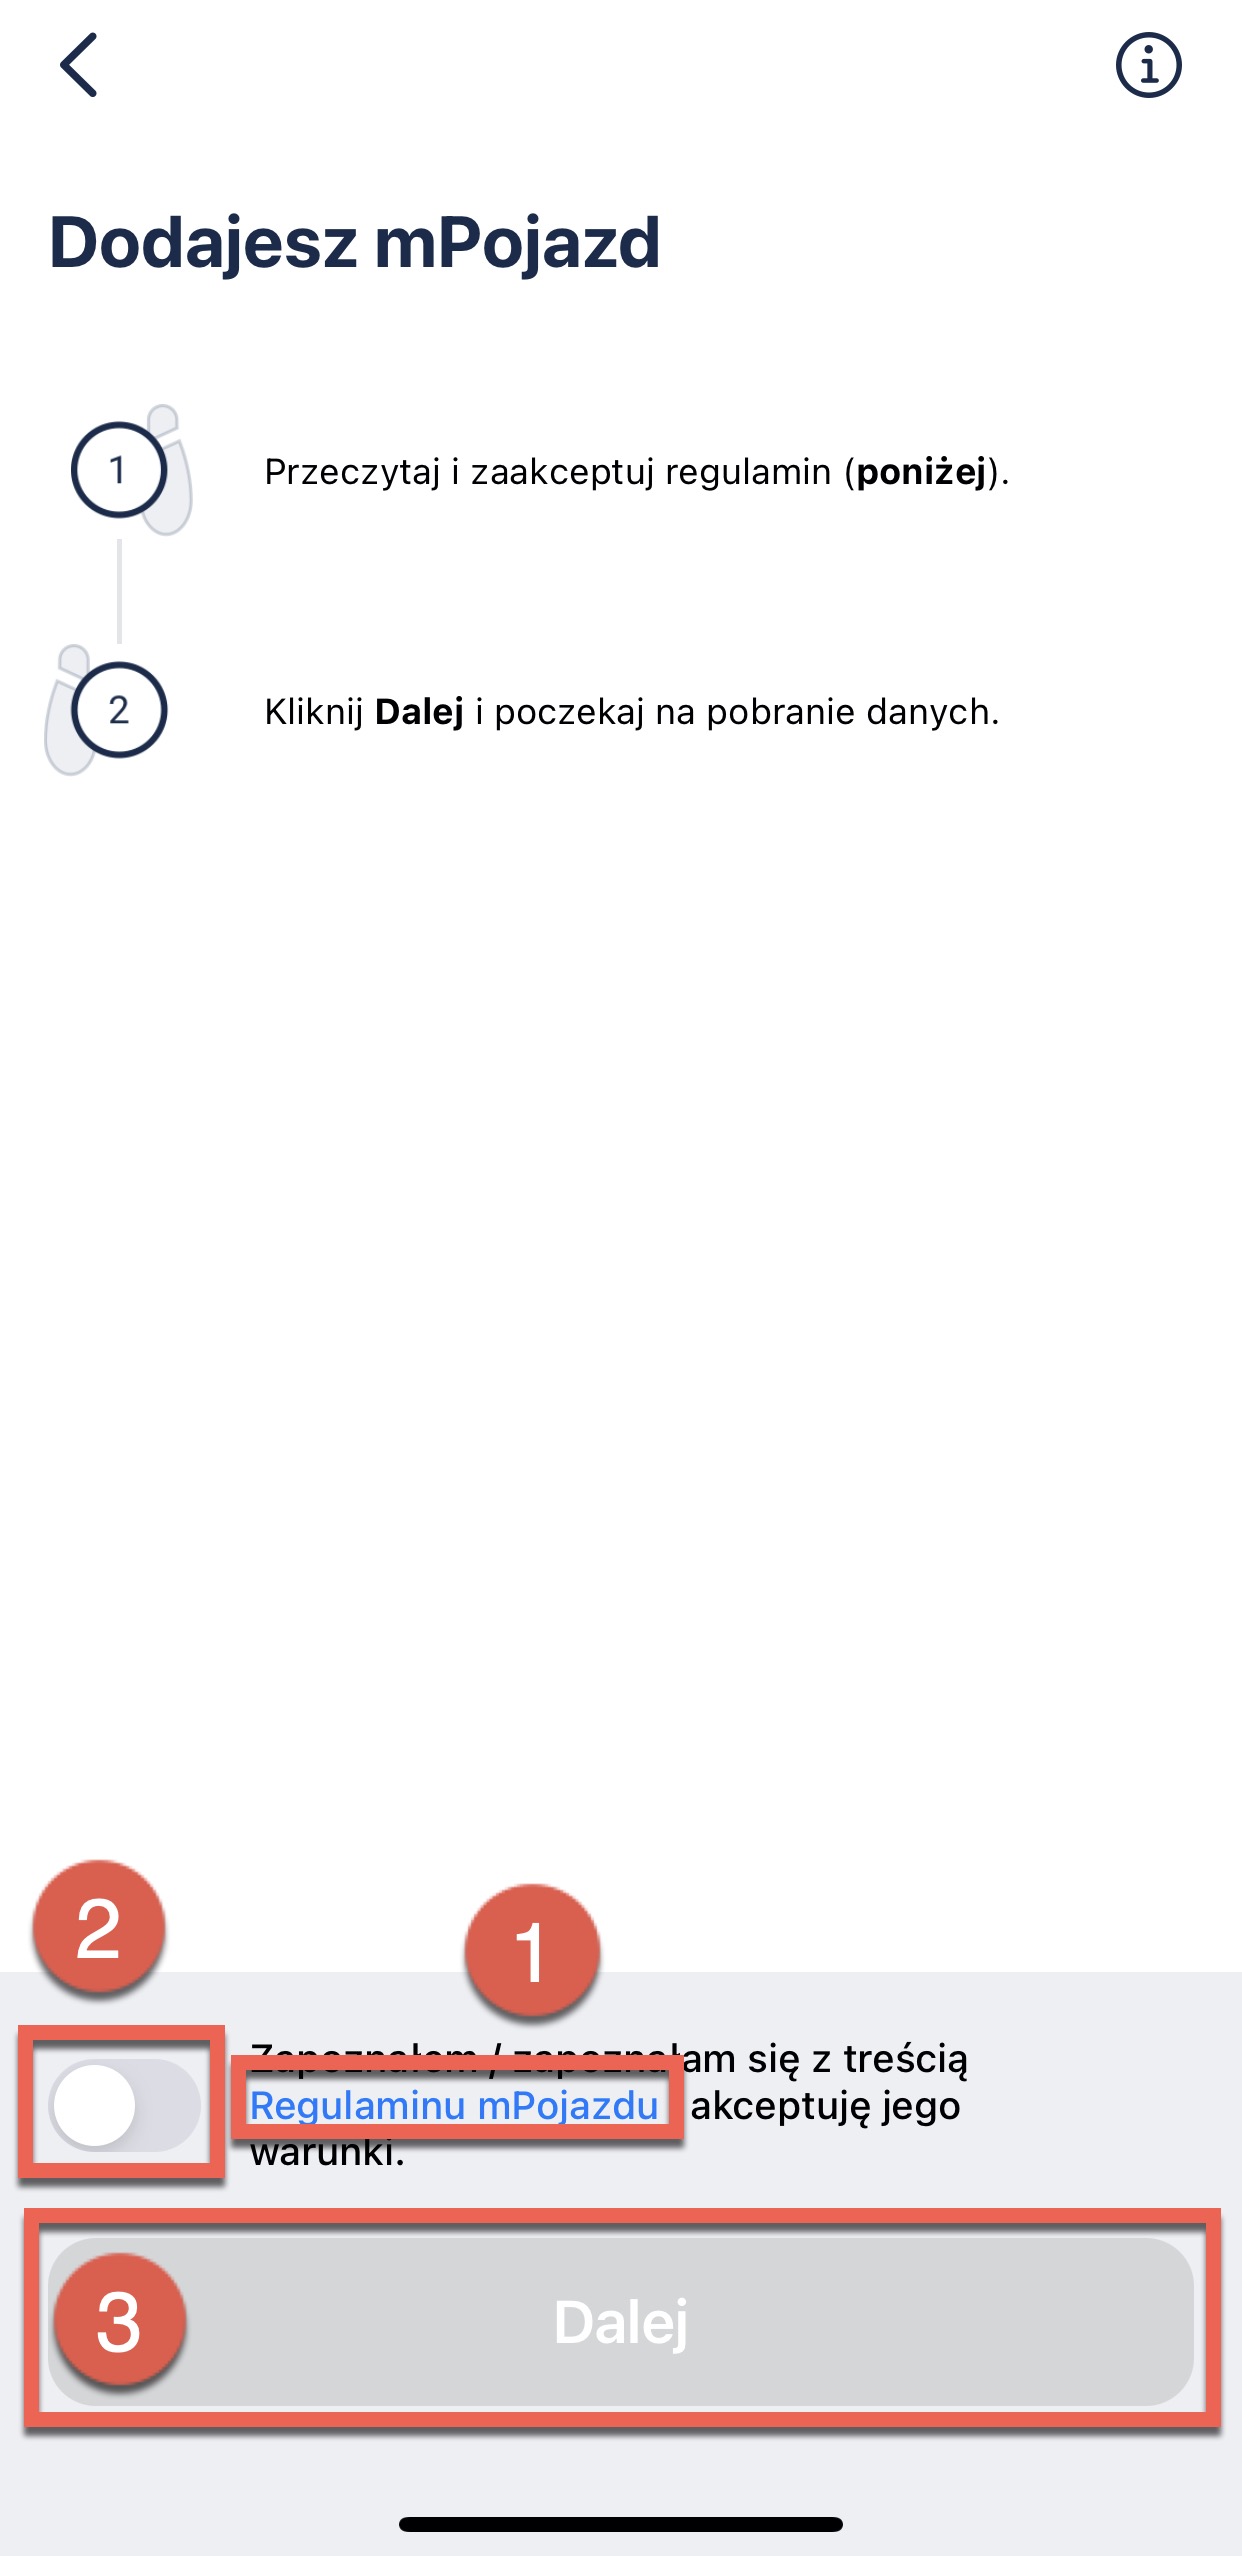 Dodajesz mPojazd
1
Przeczytaj i zaakceptuj regulamin (poniżej).
2
Kliknij Dalej i poczekaj na pobranie danych.
2
1
Zapoznałem / zapoznałam się z treścią
Regulaminu mPojazdu akceptuję jego
warunki.
3
Dalej